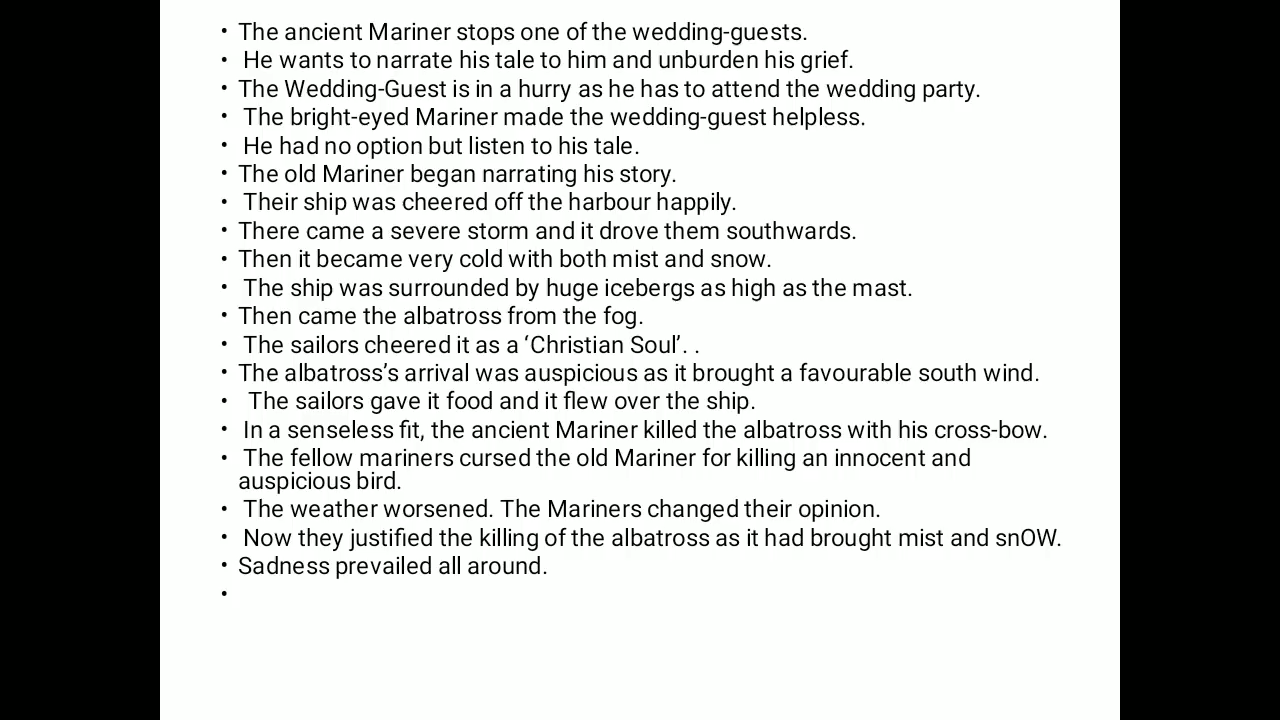 • The ancient Mariner stops one of the wedding-guests.
• He wants to narrate his tale to him and unburden his grief.
• The Wedding-Guest is in a hurry as he has to attend the wedding party.
• The bright-eyed Mariner made the wedding-guest helpless.
• He had no option but listen to his tale.
• The old Mariner began narrating his story.
• Their ship was cheered off the harbour happily.
• There came a severe storm and it drove them southwards.
• Then it became very cold with both mist and snow.
• The ship was surrounded by huge icebergs as high as the mast.
• Then came the albatross from the fog.
• The sailors cheered it as a ‘Christian Soul’. .
• The albatross’s arrival was auspicious as it brought a favourable south wind.
• The sailors gave it food and it flew over the ship.
• In a senseless fit, the ancient Mariner killed the albatross with his cross-bow.
• The fellow mariners cursed the old Mariner for killing an innocent and
auspicious bird.
• The weather worsened. The Mariners changed their opinion.
• Now they justified the killing of the albatross as it had brought mist and snOW.
• Sadness prevailed all around.
•